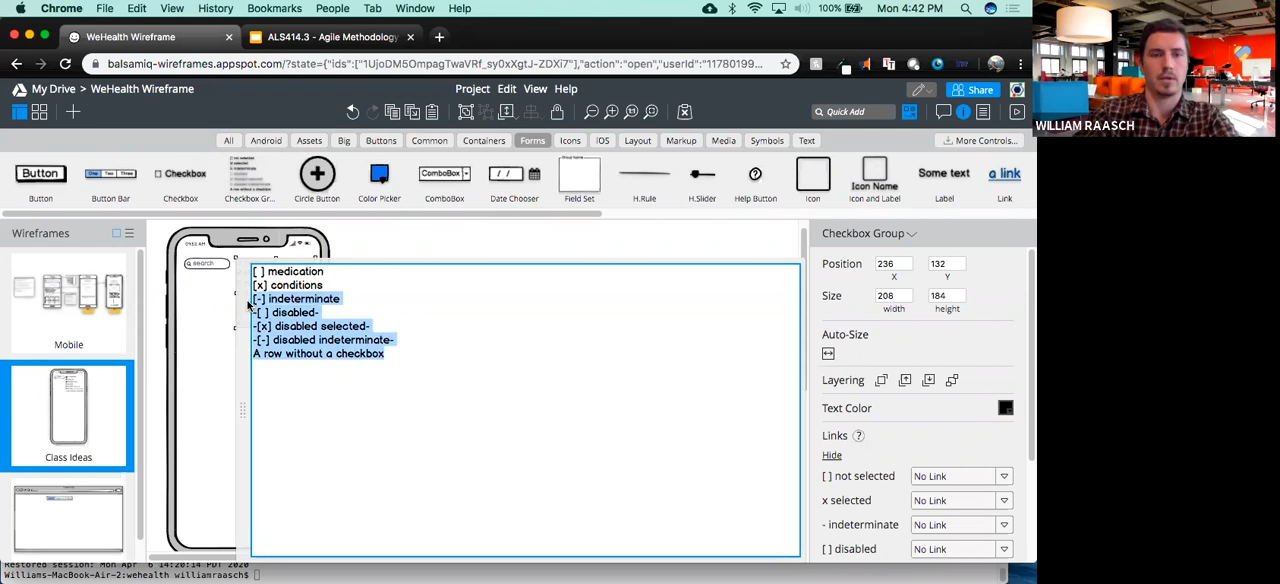 Chrome File Edit View History Bookmarks People Tab Window Help 100% Mon 4:42 PM
WeHealth Wireframe
ALS414.3 - Agile Methodology
balsamiq-wireframes.appspot.com/?state={"ids":["1UjoDM5OmpagTwaVRf_sy0xXgtJ-ZDXi7"],"action":"open","userId":"11780199...
My Drive > WeHealth Wireframe
Project Edit View Help
Share
Quick Add
All Android Assets Big Buttons Common Containers Forms Icons iOS Layout Markup Media Symbols Text More Controls...
Button One Two Three Checkbox ComboBox / / Group Name Icon Name Some text a link
Button Button Bar Checkbox Checkbox Gr... Circle Button Color Picker ComboBox Date Chooser Field Set H.Rule H.Slider Help Button Icon Icon and Label Label Link
Wireframes
Mobile
Class Ideas
search
[ ] medication
[x] conditions
[-] indeterminate
-[ ] disabled-
-[x] disabled selected-
-[-] disabled indeterminate-
A row without a checkbox
Checkbox Group
Position 236 132
X Y
Size 208 184
width height
Auto-Size
Layering
Text Color
Links ?
Hide
[ ] not selected No Link
x selected No Link
- indeterminate No Link
[ ] disabled No Link
Restored session: Mon Apr 6 14:20:14 PDT 2020
Williams-MacBook-Air-2:wehealth williamraasch$
WILLIAM RAASCH